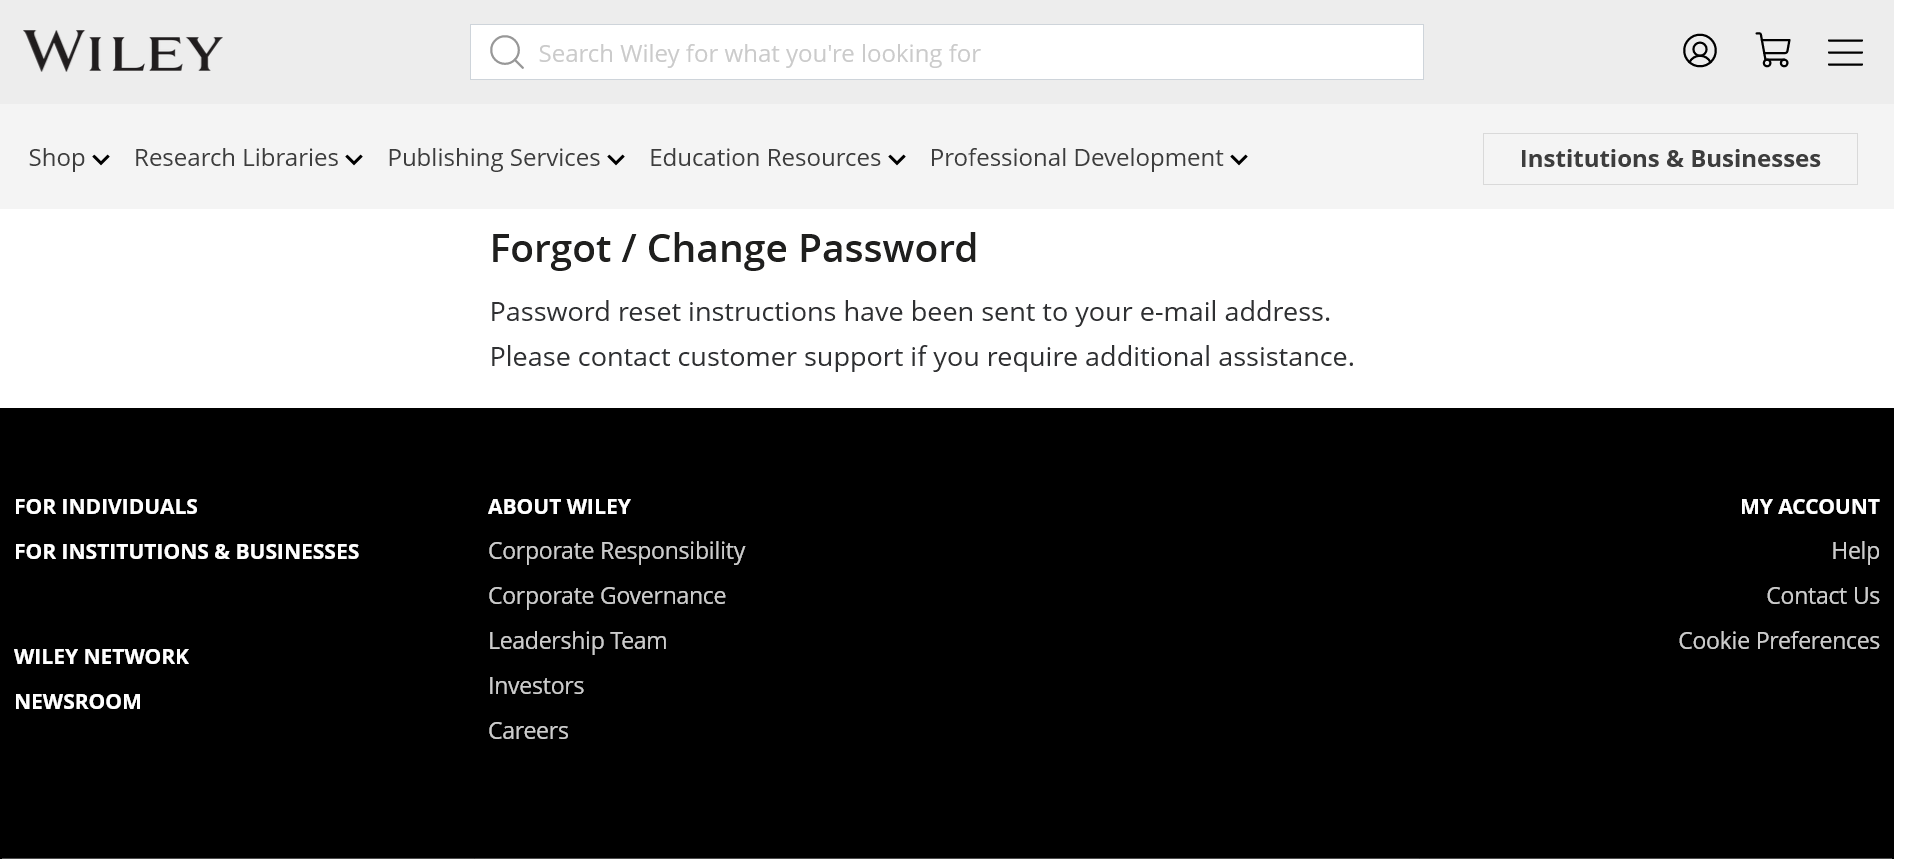 WILEY
Search Wiley for what you're looking for
Shop
Research Libraries
Publishing Services
Education Resources
Professional Development
Institutions & Businesses
Forgot / Change Password
Password reset instructions have been sent to your e-mail address.
Please contact customer support if you require additional assistance.
FOR INDIVIDUALS
FOR INSTITUTIONS & BUSINESSES
WILEY NETWORK
NEWSROOM
ABOUT WILEY
Corporate Responsibility
Corporate Governance
Leadership Team
Investors
Careers
MY ACCOUNT
Help
Contact Us
Cookie Preferences